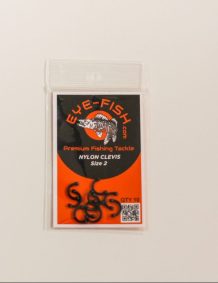 EYE-FISH
.com
Premium Fishing Tackle
NYLON CLEVIS
Size 2
QTY 10